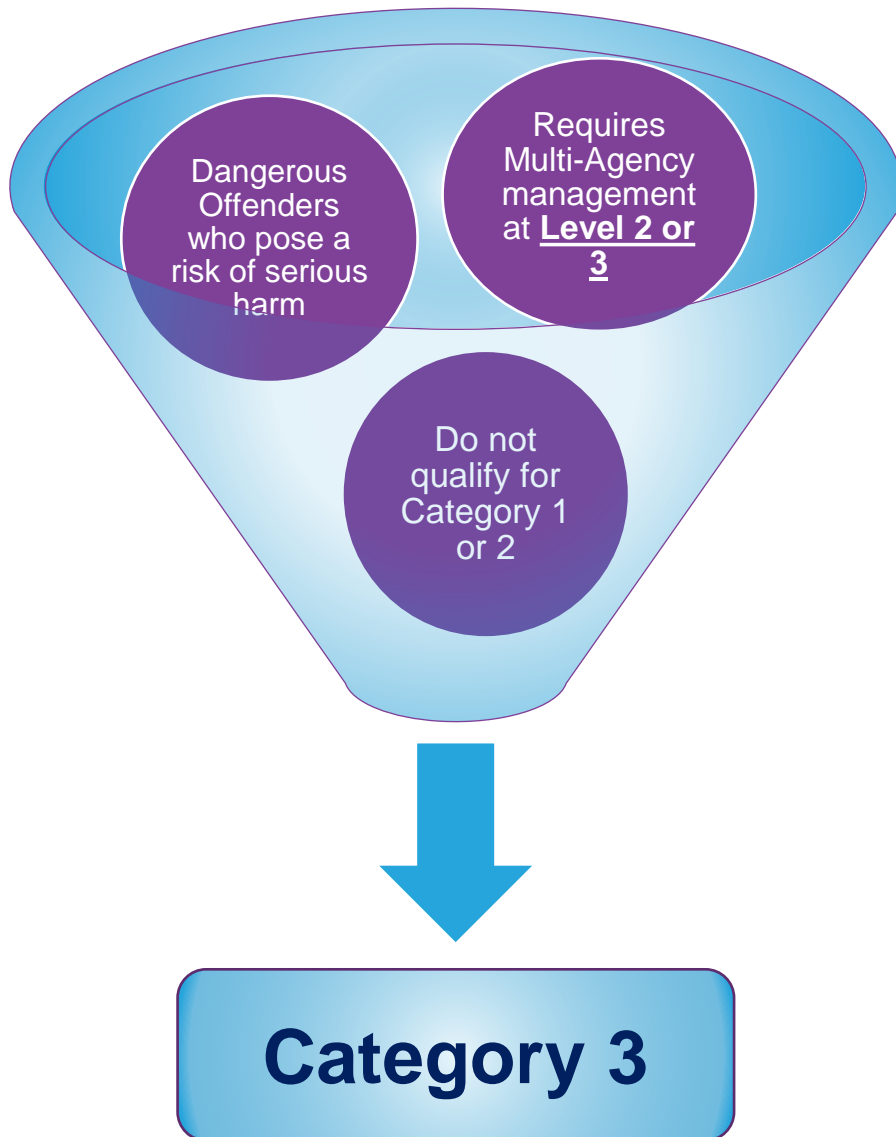 Dangerous
Offenders
who pose a
risk of serious
harm
Requires
Multi-Agency
management
at Level 2 or
3
Do not
qualify for
Category 1
or 2
Category 3